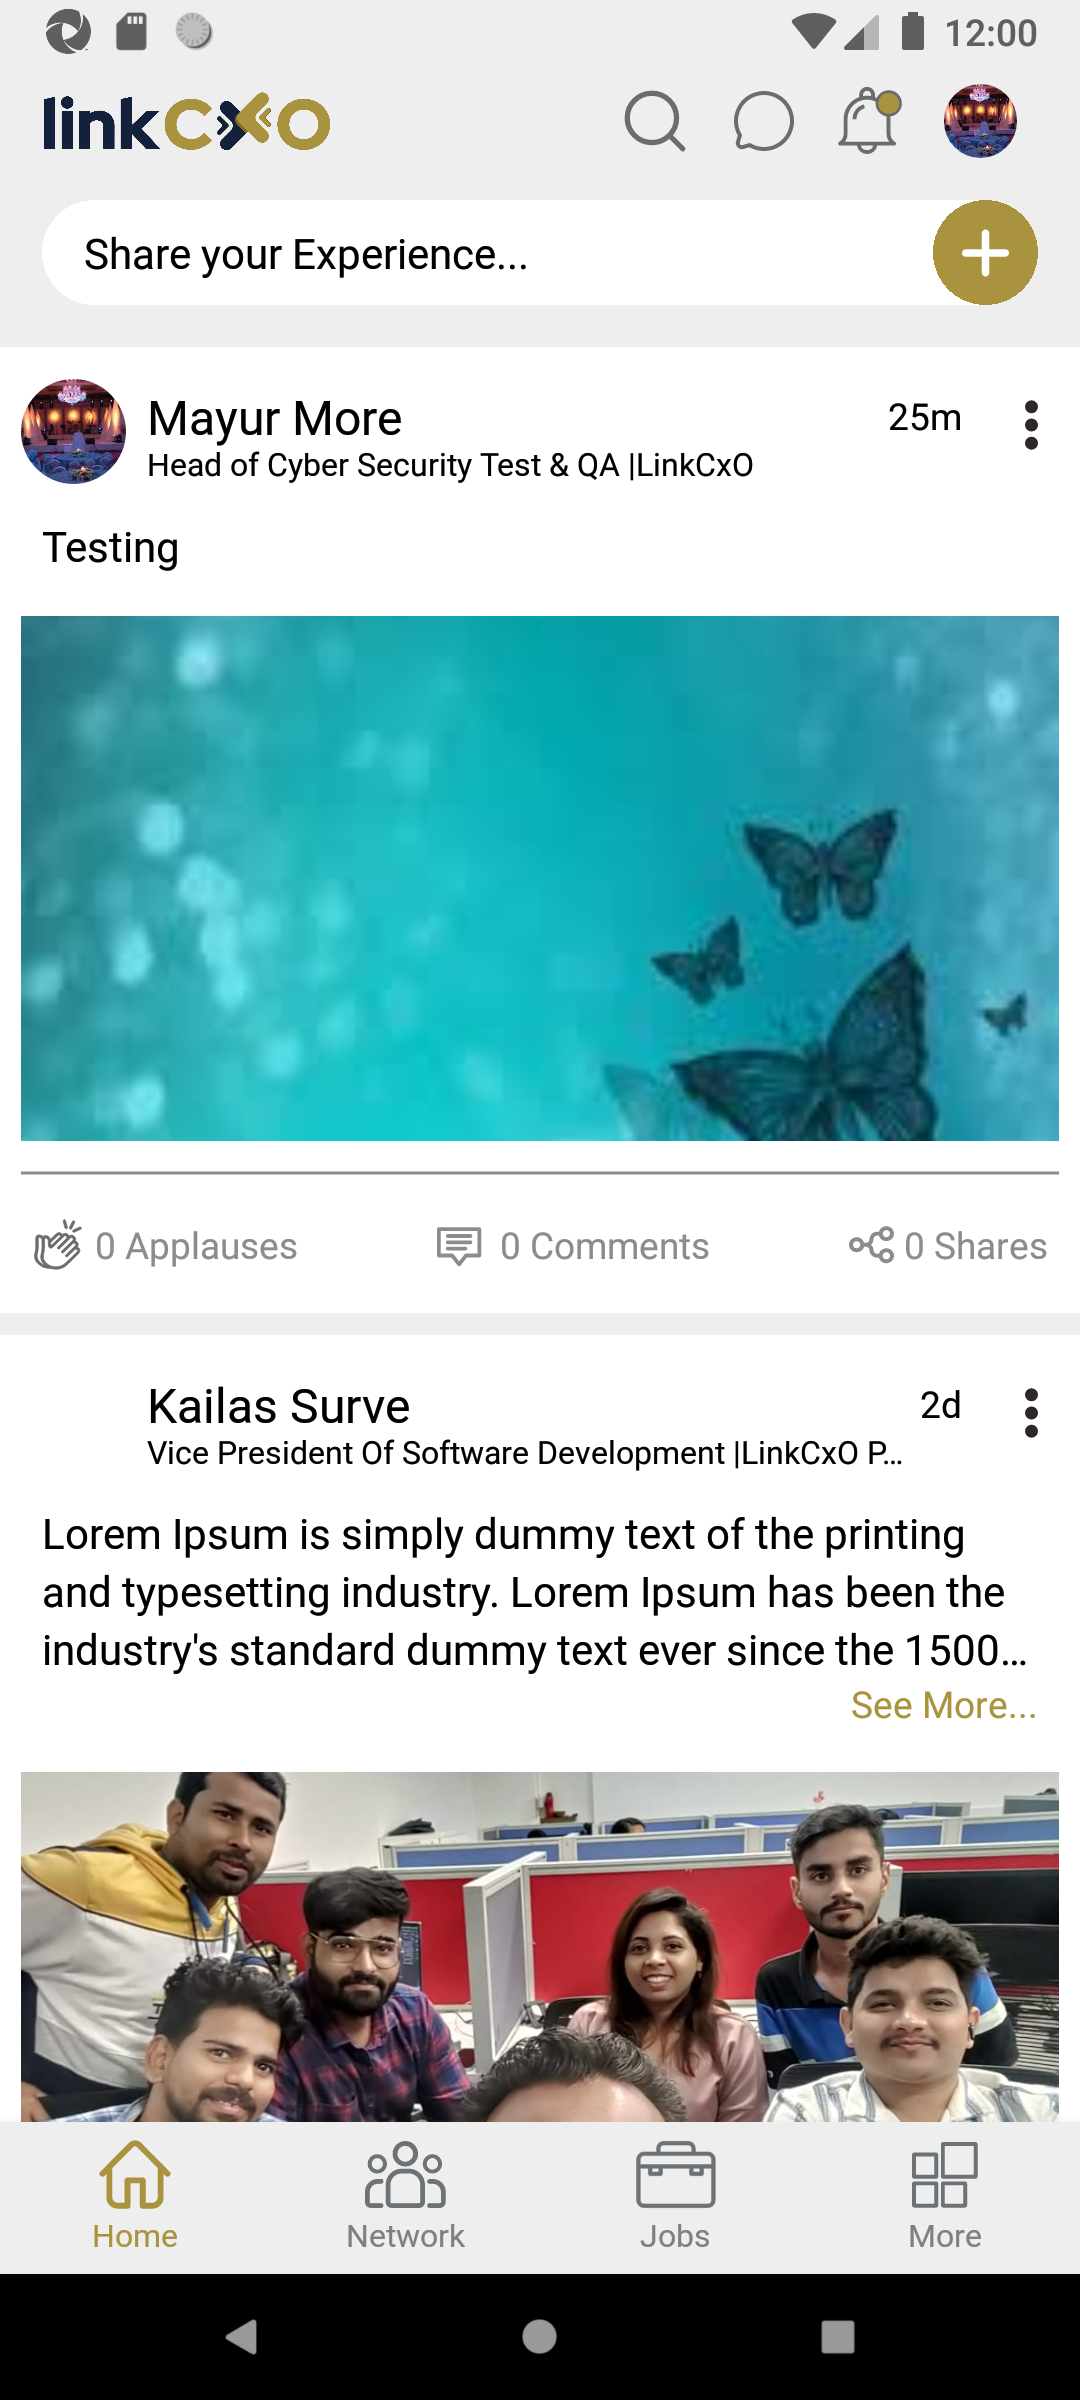 12:00
linkCXO
Share your Experience...
Mayur More
25m
Head of Cyber Security Test & QA |LinkCxO
Testing
0 Applauses
0 Comments
0 Shares
Kailas Surve
2d
Vice President Of Software Development |LinkCxO P...
Lorem Ipsum is simply dummy text of the printing
and typesetting industry. Lorem Ipsum has been the
industry's standard dummy text ever since the 1500...
See More...
Home
Network
Jobs
More